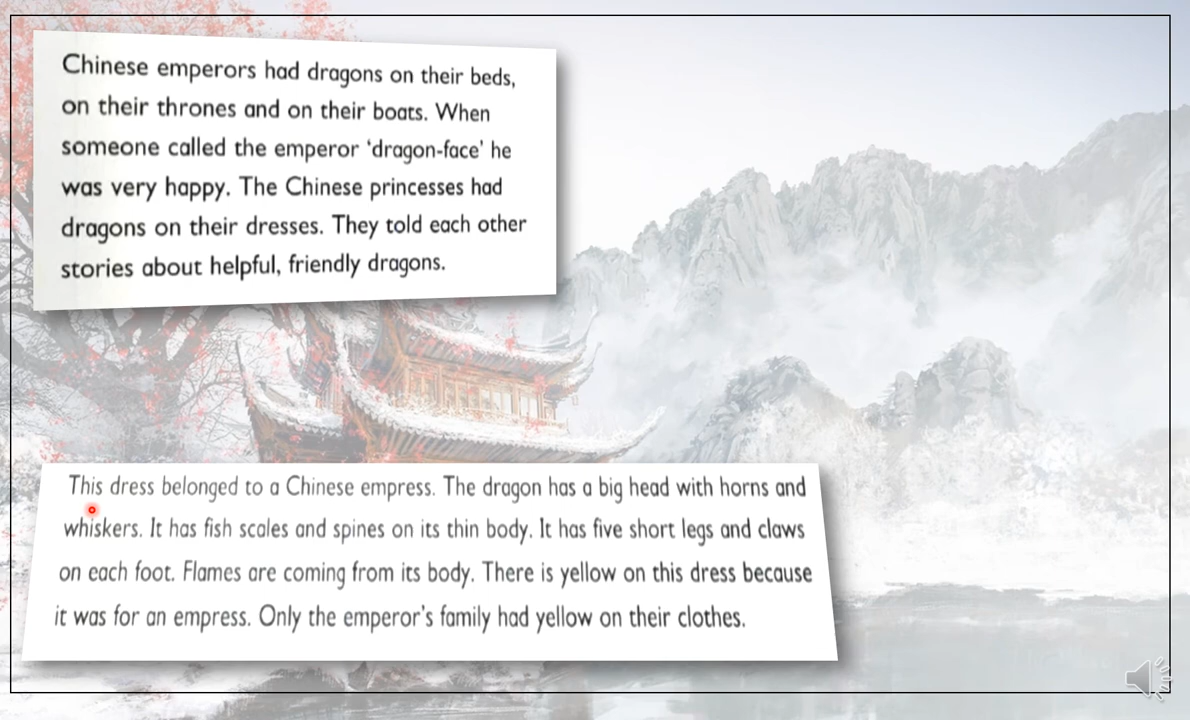 Chinese emperors had dragons on their beds,
on their thrones and on their boats. When
someone called the emperor ‘dragon-face’ he
was very happy. The Chinese princesses had
dragons on their dresses. They told each other
stories about helpful, friendly dragons.
This dress belonged to a Chinese empress. The dragon has a big head with horns and
whiskers. It has fish scales and spines on its thin body. It has five short legs and claws
on each foot. Flames are coming from its body. There is yellow on this dress because
it was for an empress. Only the emperor's family had yellow on their clothes.